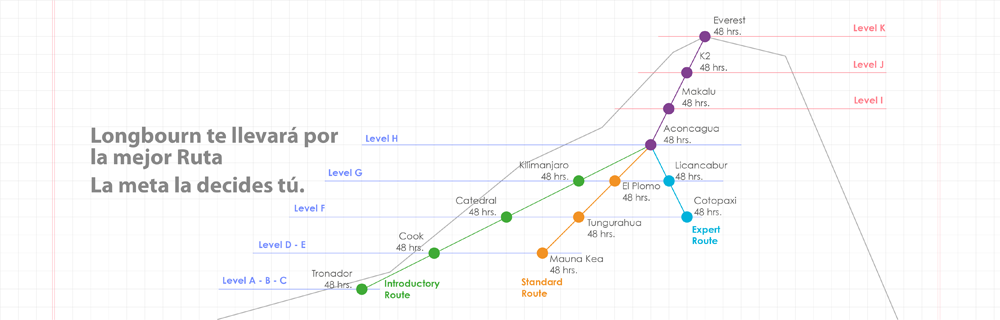 Everest
48 hrs.
Level K
K2
48 hrs.
Level J
Makalu
48 hrs.
Level I
Longbourn te llevará por
la mejor Ruta
La meta la decides tú.
Level H
Aconcagua
48 hrs.
Level G
Kilimanjaro
48 hrs.
El Plomo
48 hrs.
Licancabur
48 hrs.
Level F
Catedral
48 hrs.
Tungurahua
48 hrs.
Cotopaxi
48 hrs.
Expert
Route
Level D - E
Cook
48 hrs.
Mauna Kea
48 hrs.
Standard
Route
Level A - B - C
Tronador
48 hrs.
Introductory
Route